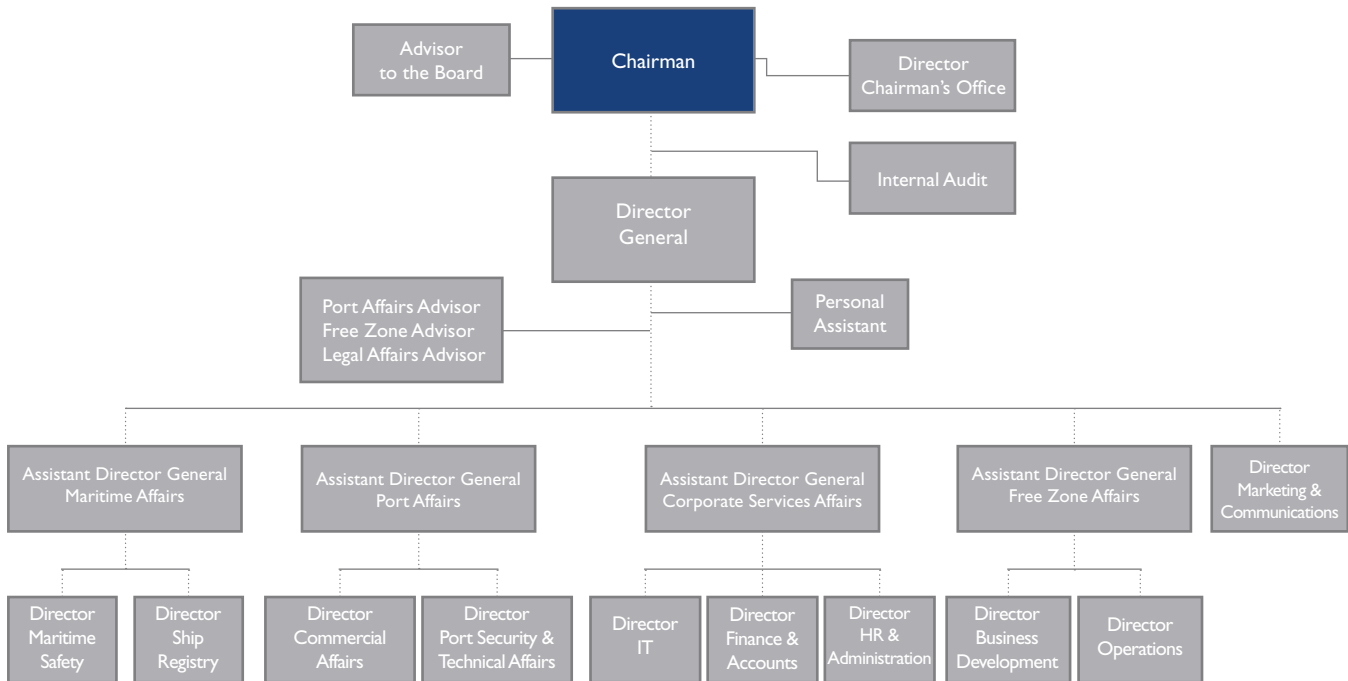 Advisor
to the Board
Chairman
Director
Chairman’s Office
Internal Audit
Director
General
Port Affairs Advisor
Free Zone Advisor
Legal Affairs Advisor
Personal
Assistant
Assistant Director General
Maritime Affairs
Assistant Director General
Port Affairs
Assistant Director General
Corporate Services Affairs
Assistant Director General
Free Zone Affairs
Director
Marketing &
Communications
Director
Maritime
Safety
Director
Ship
Registry
Director
Commercial
Affairs
Director
Port Security &
Technical Affairs
Director
IT
Director
Finance &
Accounts
Director
HR &
Administration
Director
Business
Development
Director
Operations